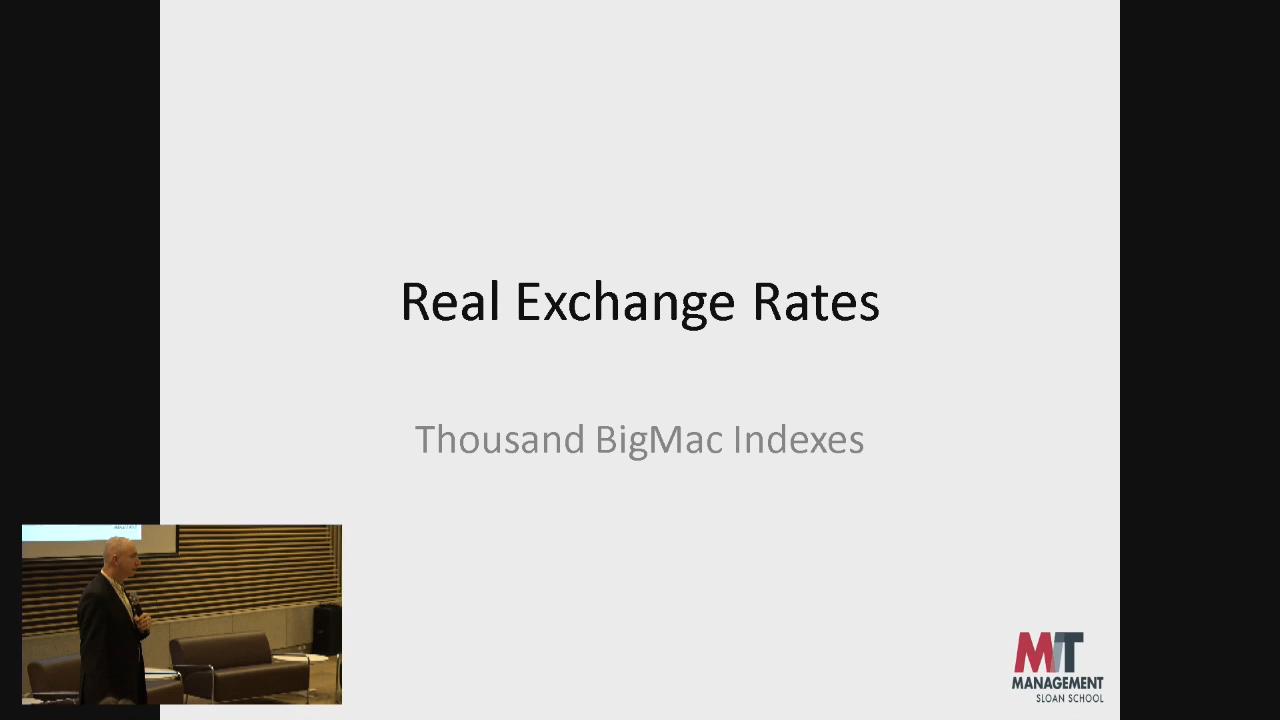 Real Exchange Rates
Thousand BigMac Indexes
MIT
MANAGEMENT
SLOAN SCHOOL